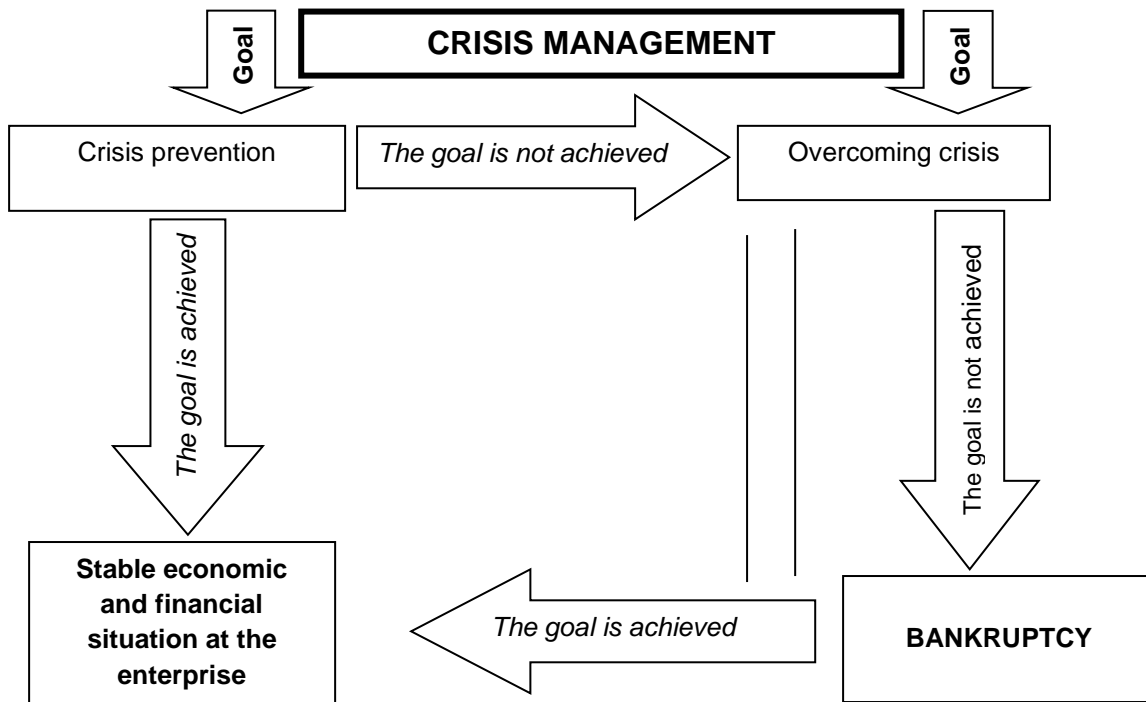 Goal
CRISIS MANAGEMENT
Goal
Crisis prevention
The goal is not achieved
Overcoming crisis
The goal is achieved
The goal is not achieved
Stable economic
and financial
situation at the
enterprise
The goal is achieved
BANKRUPTCY